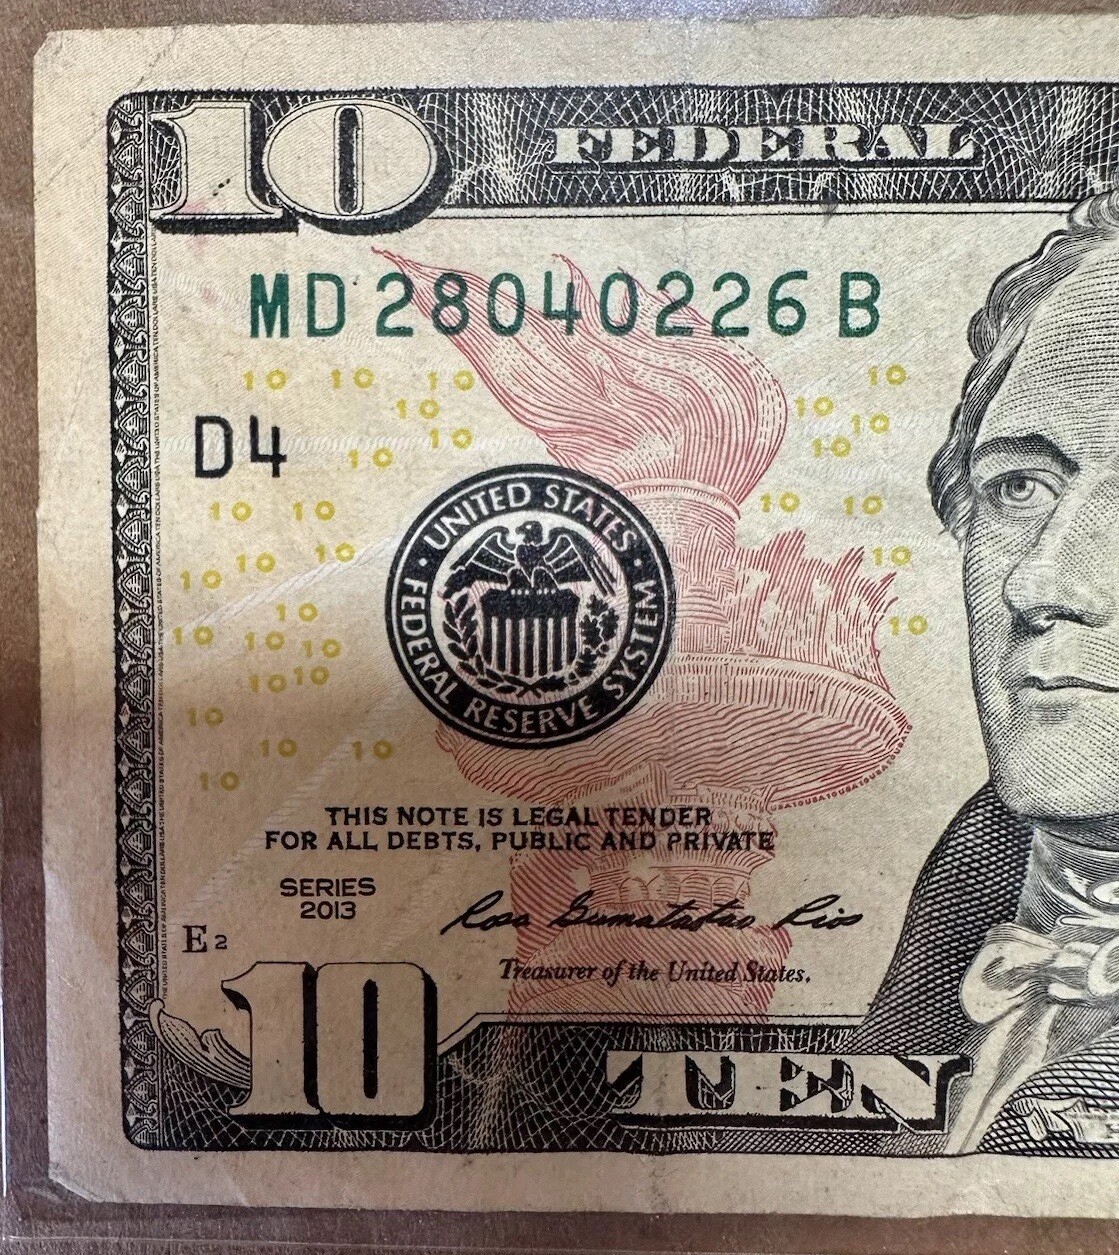 10 FEDERAL
MD 28040226 B
10 10 10 10
10 10
10
10 10
10
10 10 10 10
10 10 10 10
10
10
10 10 10
10 10
10
10 10
10
D4
UNITED STATES
FEDERAL RESERVE SYSTEM
USA10USA10USA10USA10USA10USA
THIS NOTE IS LEGAL TENDER
FOR ALL DEBTS, PUBLIC AND PRIVATE
SERIES
2013
Rosa Gumataotao Rios
Treasurer of the United States.
E2
10 TEN